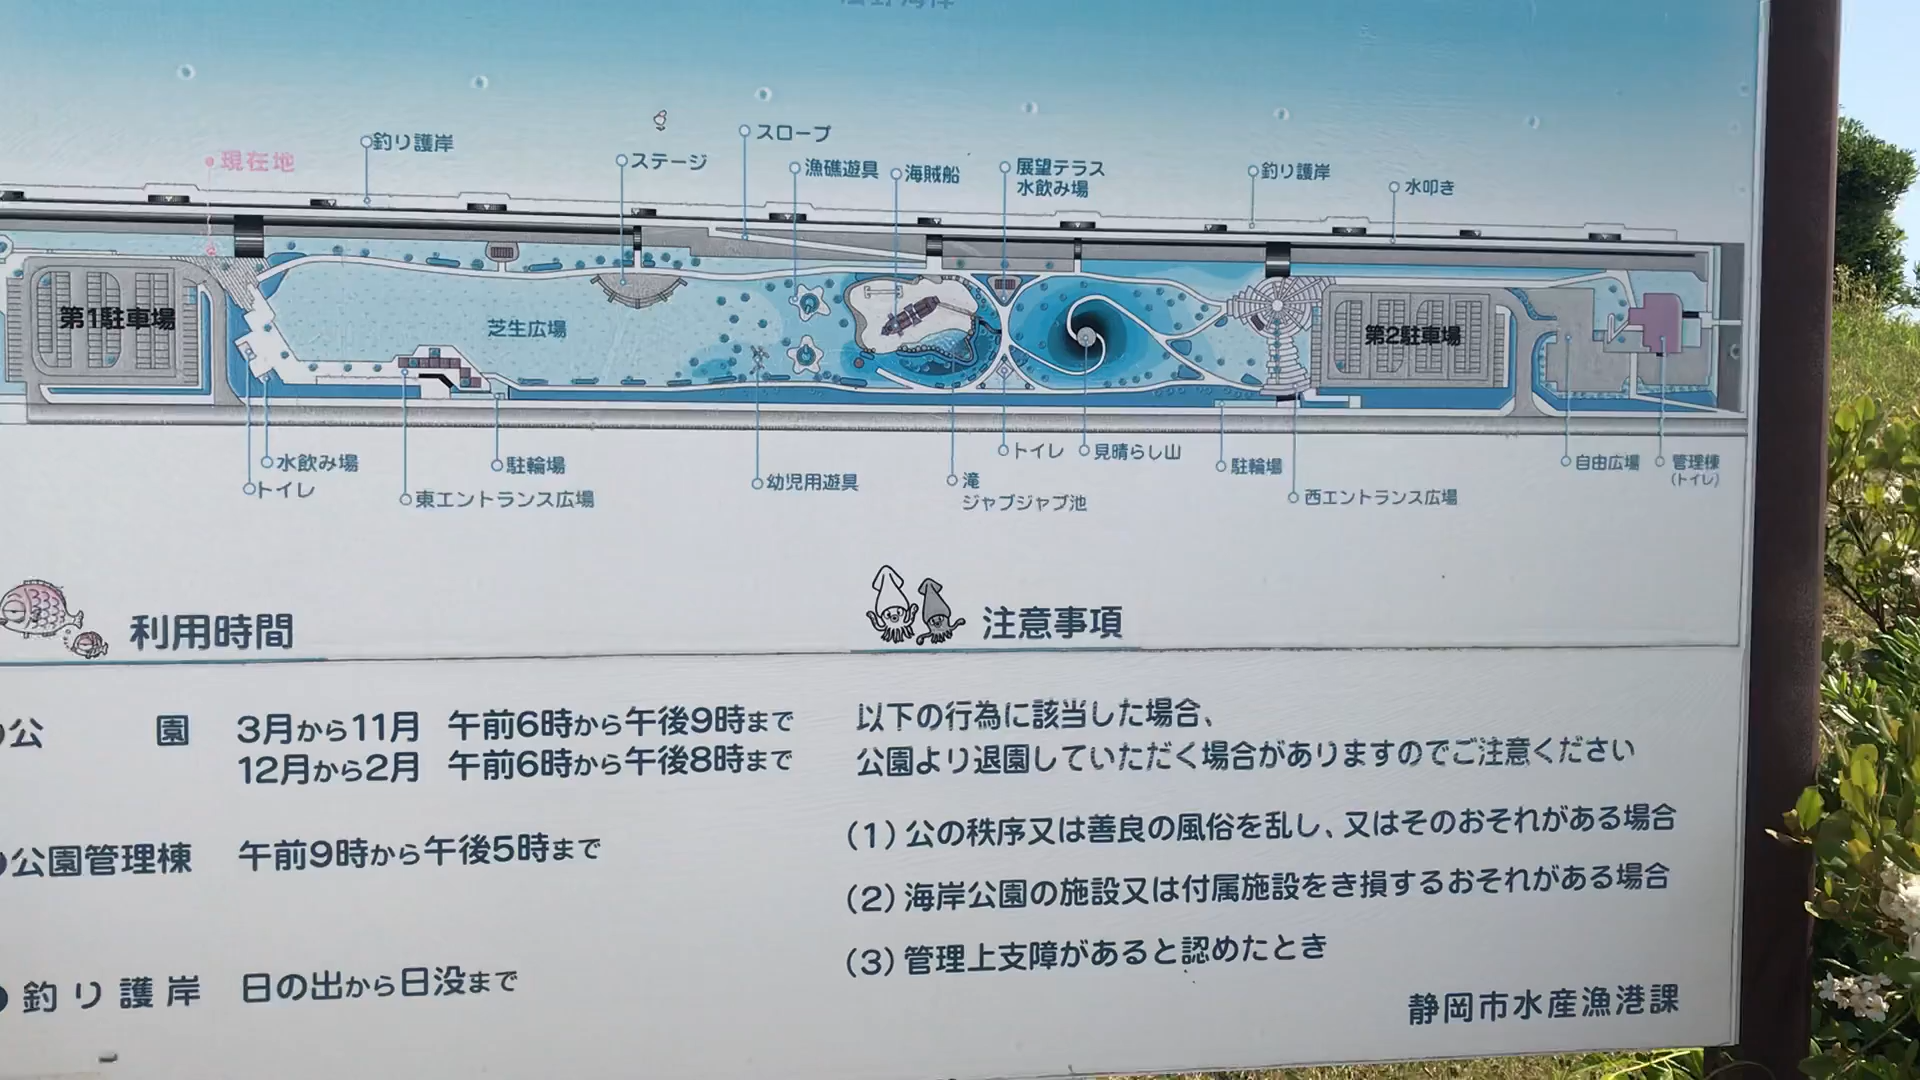 現在地
釣り護岸
ステージ
スロープ
漁礁遊具
海賊船
展望テラス
水飲み場
釣り護岸
水叩き
第1駐車場
芝生広場
第2駐車場
水飲み場
トイレ
東エントランス広場
駐輪場
幼児用遊具
滝
ジャブジャブ池
トイレ
見晴らし山
駐輪場
西エントランス広場
自由広場
管理棟
(トイレ)
利用時間
公園 3月から11月 午前6時から午後9時まで
12月から2月 午前6時から午後8時まで
公園管理棟 午前9時から午後5時まで
釣り護岸 日の出から日没まで
注意事項
以下の行為に該当した場合、
公園より退園していただく場合がありますのでご注意ください
(1) 公の秩序又は善良の風俗を乱し、又はそのおそれがある場合
(2) 海岸公園の施設又は付属施設をき損するおそれがある場合
(3) 管理上支障があると認めたとき
静岡市水産漁港課